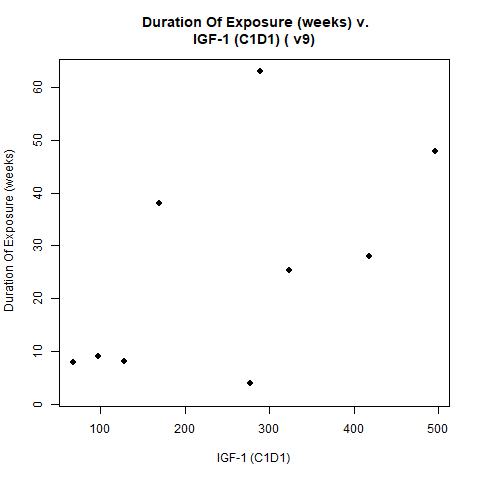 Duration Of Exposure (weeks) v.
IGF-1 (C1D1) ( v9)
Duration Of Exposure (weeks)
60
50
40
30
20
10
0
100 200 300 400 500
IGF-1 (C1D1)